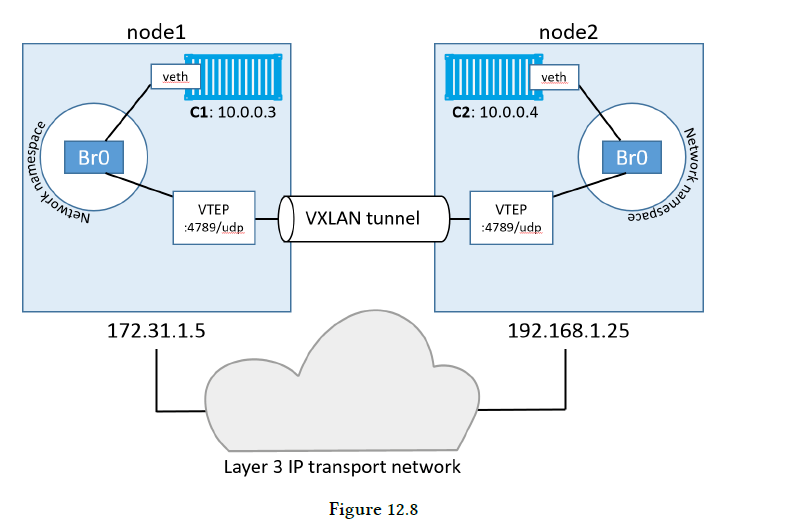 node1
node2
veth
veth
C1: 10.0.0.3
C2: 10.0.0.4
Network namespace
Br0
Br0
Network namespace
VTEP
:4789/udp
VXLAN tunnel
VTEP
:4789/udp
172.31.1.5
192.168.1.25
Layer 3 IP transport network
Figure 12.8